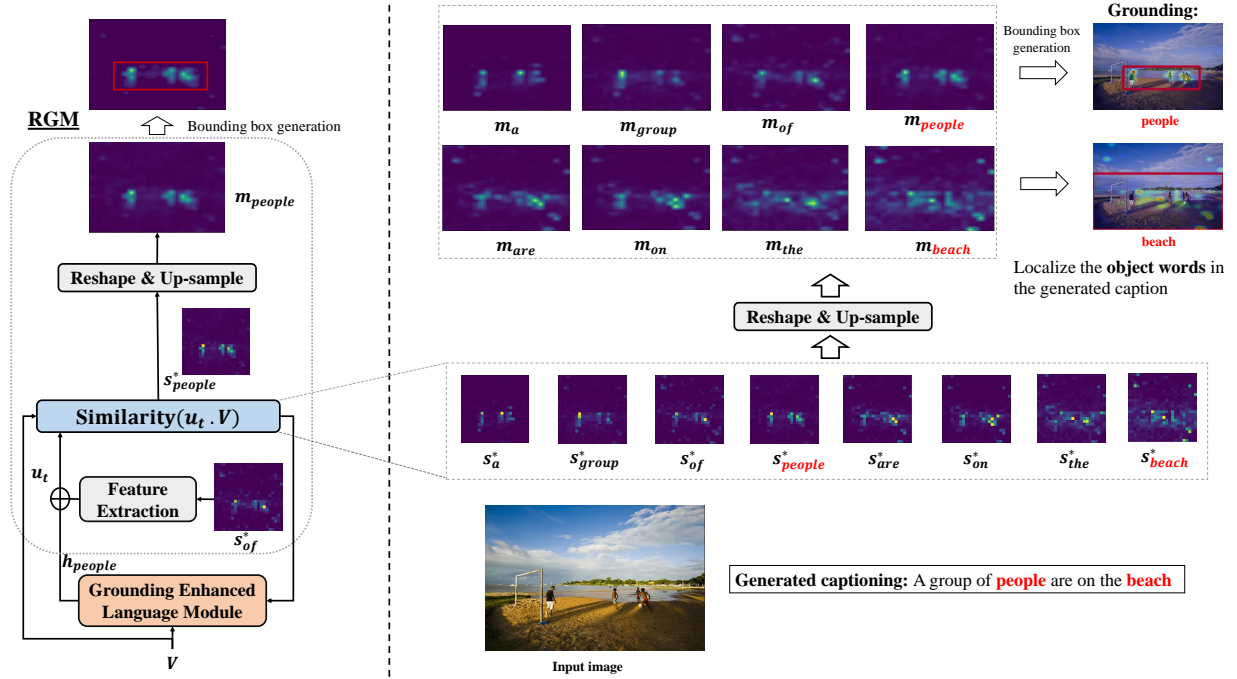 RGM
Bounding box generation
m_people
Reshape & Up-sample
s*_people
Similarity(u_t . V)
u_t
Feature
Extraction
s*_of
h_people
Grounding Enhanced
Language Module
V
m_a
m_group
m_of
m_people
m_are
m_on
m_the
m_beach
Bounding box
generation
Grounding:
people
beach
Localize the object words in
the generated caption
Reshape & Up-sample
s*_a
s*_group
s*_of
s*_people
s*_are
s*_on
s*_the
s*_beach
Input image
Generated captioning: A group of people are on the beach